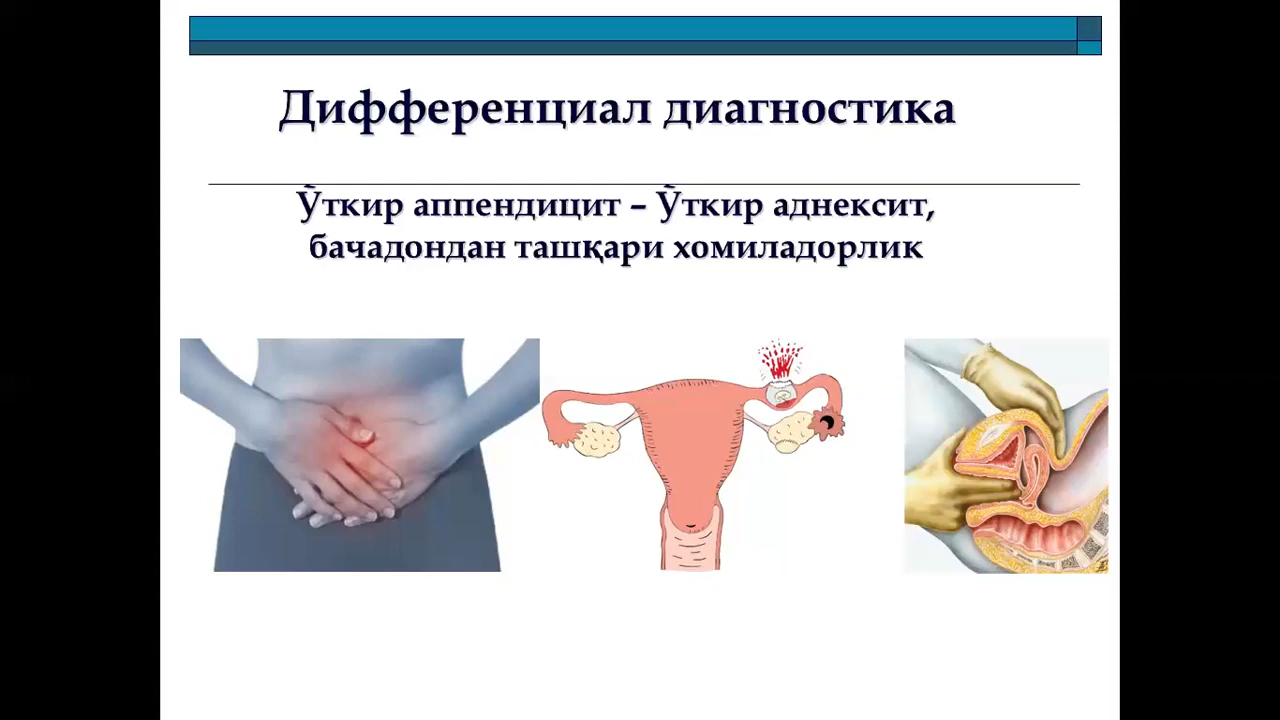 Дифференциал диагностика
Ўткир аппендицит – Ўткир аднексит,
бачадондан ташқари хомиладорлик